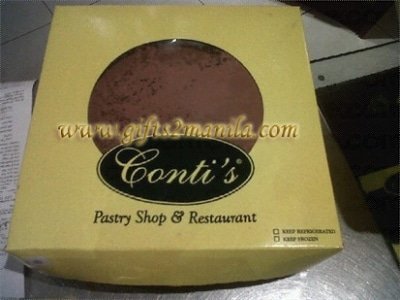 www.gifts2manila.com
Conti's
Pastry Shop & Restaurant
KEEP REFRIGERATED
KEEP FROZEN